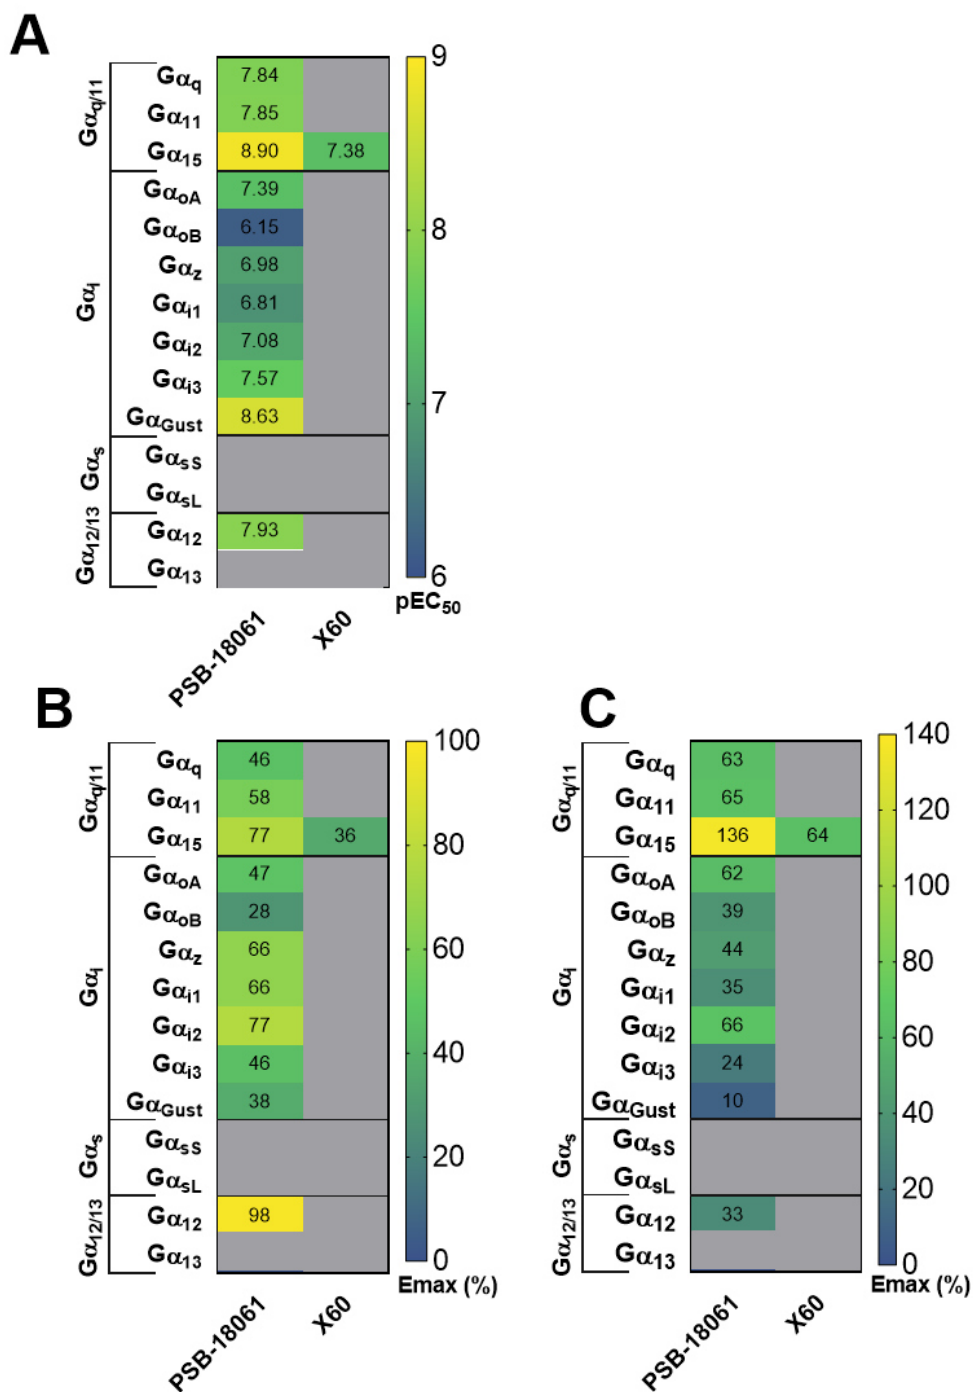 A
9
8
7
6
pEC50
Gαq/11
Gαq 7.84
Gα11 7.85
Gα15 8.90 7.38
Gαi
GαoA 7.39
GαoB 6.15
Gαz 6.98
Gαi1 6.81
Gαi2 7.08
Gαi3 7.57
GαGust 8.63
Gαs
GαsS
GαsL
Gα12/13
Gα12 7.93
Gα13
PSB-18061 X60
B
100
80
60
40
20
0
Emax (%)
Gαq/11
Gαq 46
Gα11 58
Gα15 77 36
Gαi
GαoA 47
GαoB 28
Gαz 66
Gαi1 66
Gαi2 77
Gαi3 46
GαGust 38
Gαs
GαsS
GαsL
Gα12/13
Gα12 98
Gα13
PSB-18061 X60
C
140
120
100
80
60
40
20
0
Emax (%)
Gαq/11
Gαq 63
Gα11 65
Gα15 136 64
Gαi
GαoA 62
GαoB 39
Gαz 44
Gαi1 35
Gαi2 66
Gαi3 24
GαGust 10
Gαs
GαsS
GαsL
Gα12/13
Gα12 33
Gα13
PSB-18061 X60